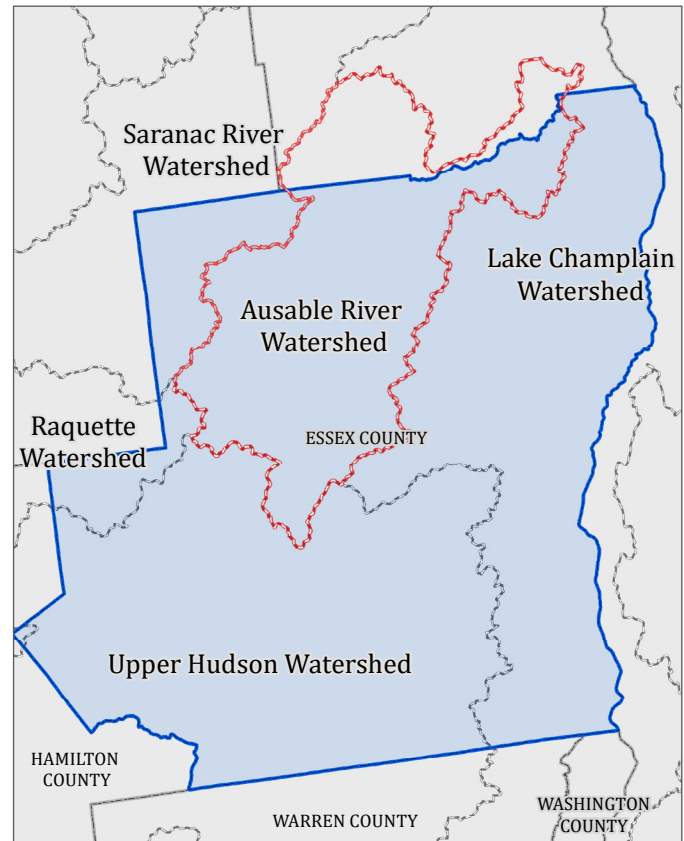 Saranac River
Watershed
Lake Champlain
Watershed
Ausable River
Watershed
Raquette
Watershed
ESSEX COUNTY
Upper Hudson Watershed
HAMILTON
COUNTY
WARREN COUNTY
WASHINGTON
COUNTY